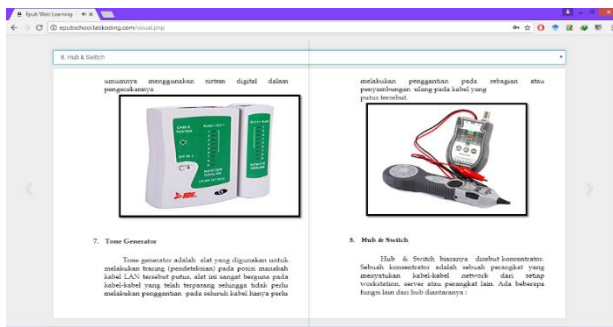 Epub Web Learning
epubschool.labkoding.com/visual.php
8. Hub & Switch
umumnya menggunakan sistem digital dalam
pengecekannya
CABLE
TESTER
MASTER
REMOTE
7. Tone Generator
Tone generator adalah alat yang digunakan untuk
melakukan tracing (pendeteksian) pada posisi manakah
kabel LAN tersebut putus, alat ini sangat berguna pada
kabel-kabel yang telah terpasang sehingga tidak perlu
melakukan penggantian pada seluruh kabel hanya perlu
melakukan penggantian pada sebagian atau
penyambungan ulang pada kabel yang
putus tersebut.
8. Hub & Switch
Hub & Switch biasanya disebut konsentrator.
Sebuah konsentrator adalah sebuah perangkat yang
menyatukan kabel-kabel network dari setiap
workstation, server atau perangkat lain. Ada beberapa
fungsi lain dari hub diantaranya :